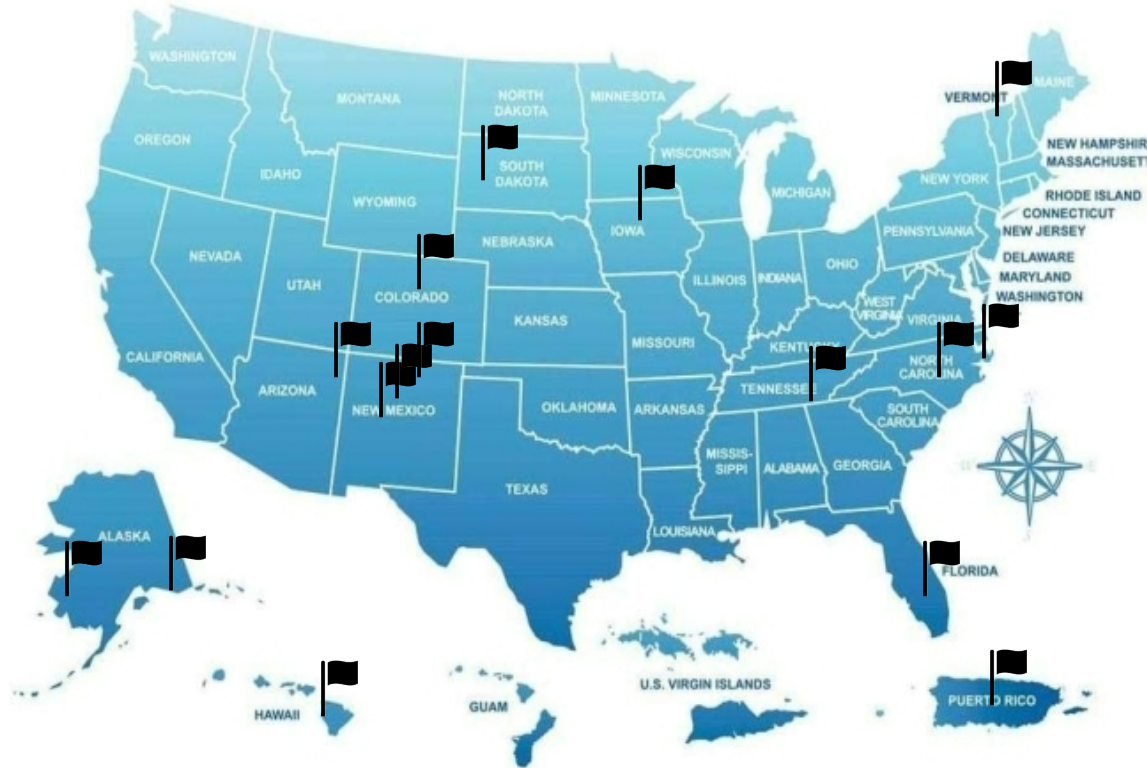 WASHINGTON
MONTANA
NORTH
DAKOTA
MINNESOTA
VERMONT
MAINE
OREGON
IDAHO
SOUTH
DAKOTA
WISCONSIN
MICHIGAN
NEW YORK
NEW HAMPSHIR
MASSACHUSETT
RHODE ISLAND
CONNECTICUT
NEW JERSEY
WYOMING
IOWA
PENNSYLVANIA
NEVADA
UTAH
NEBRASKA
COLORADO
ILLINOIS
INDIANA
OHIO
DELAWARE
MARYLAND
WASHINGTON
WEST
VIRGINIA
VIRGINIA
CALIFORNIA
KANSAS
MISSOURI
KENTUCKY
NORTH
CAROLINA
ARIZONA
NEW MEXICO
OKLAHOMA
ARKANSAS
TENNESSEE
SOUTH
CAROLINA
MISSIS-
SIPPI
ALABAMA
GEORGIA
TEXAS
LOUISIANA
ALASKA
FLORIDA
HAWAII
GUAM
U.S. VIRGIN ISLANDS
PUERTO RICO